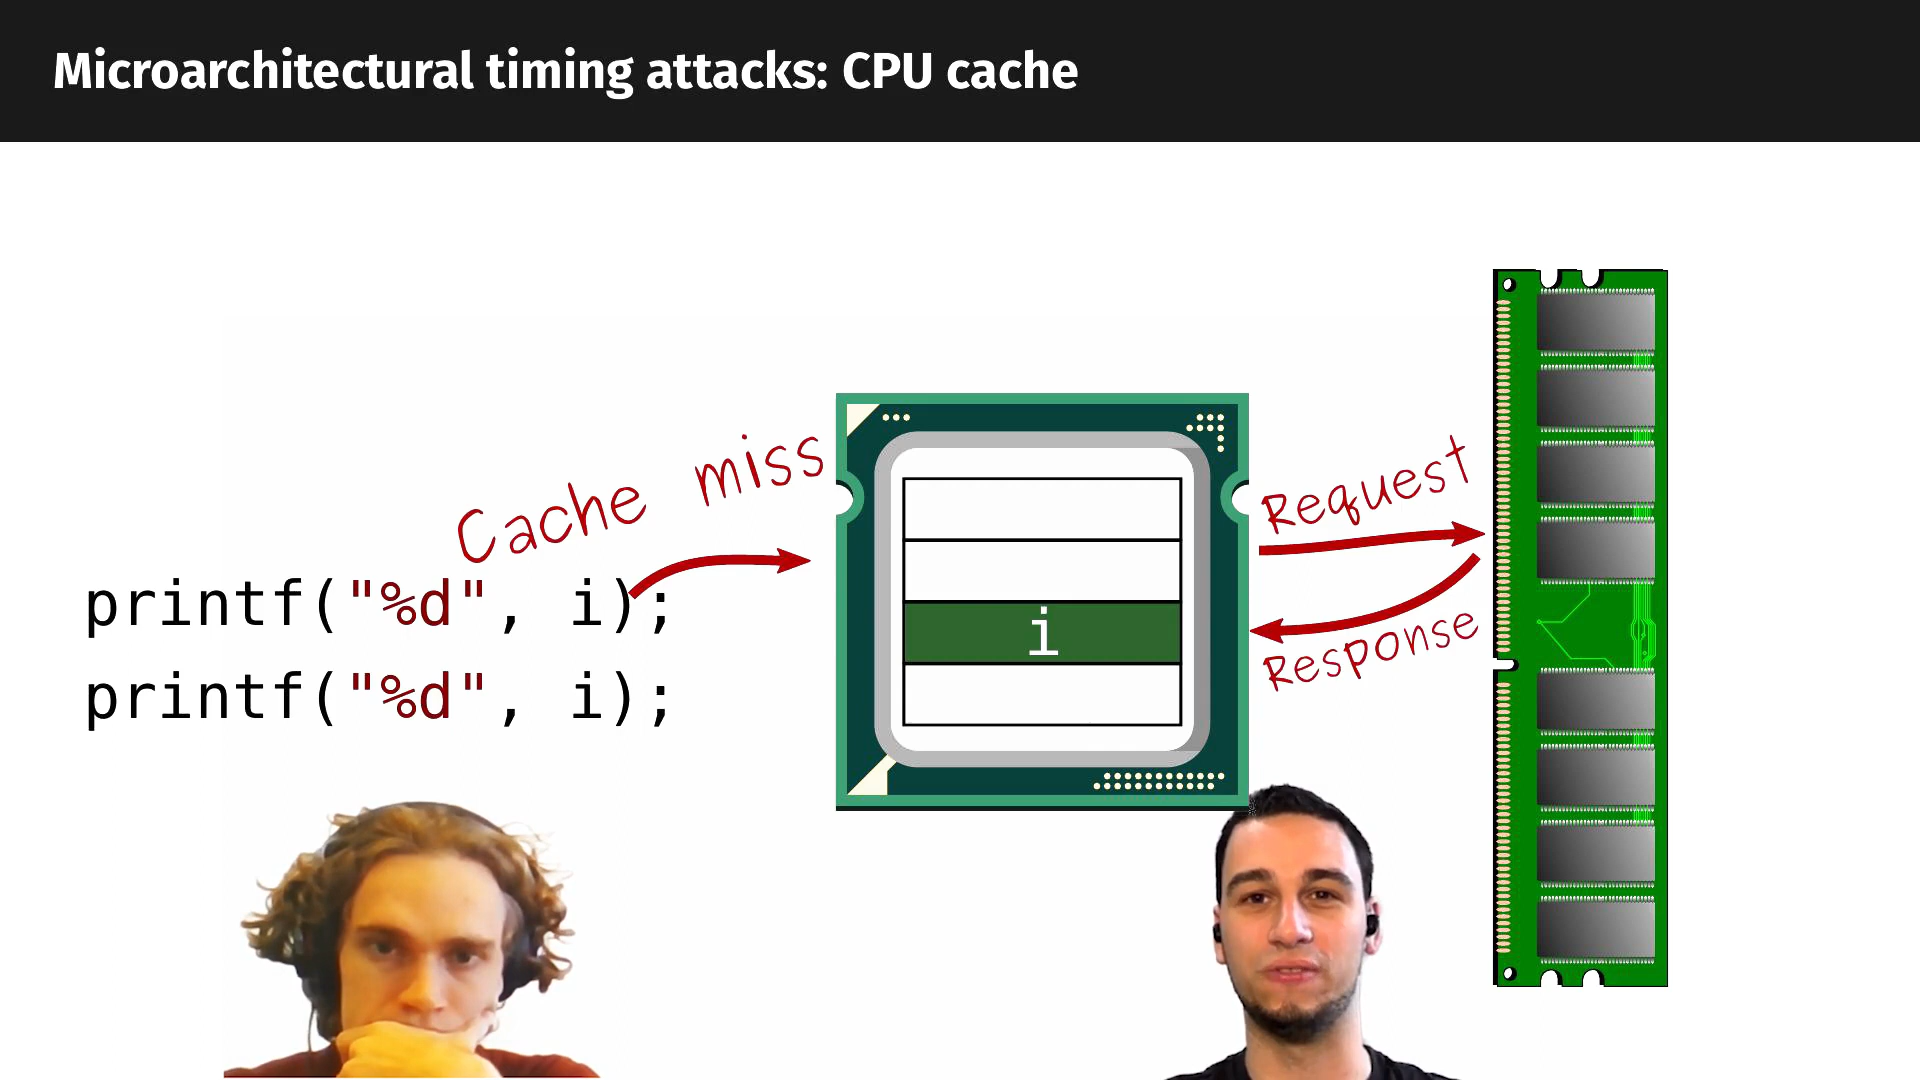 Microarchitectural timing attacks: CPU cache
Cache miss
Request
printf("%d", i);
i
Response
printf("%d", i);